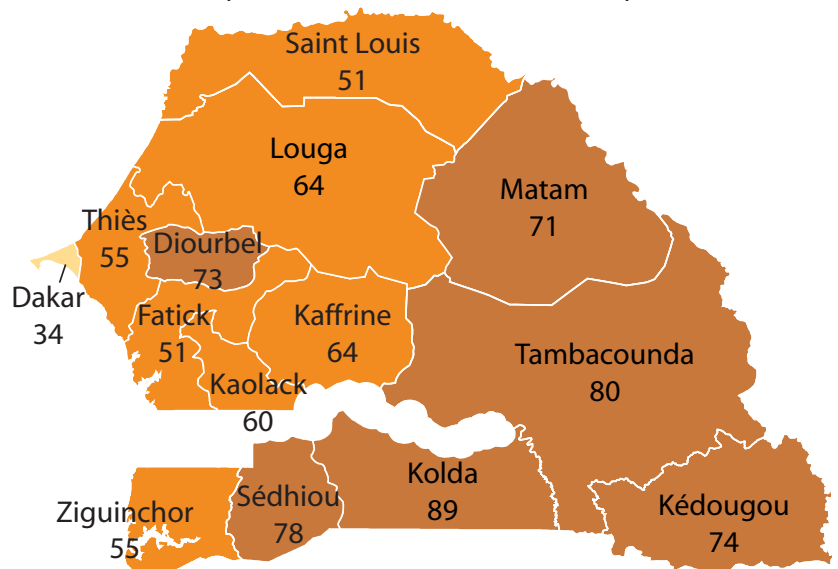 Saint Louis
51
Louga
64
Matam
71
Thiès
55
Diourbel
73
Dakar
34
Fatick
51
Kaffrine
64
Tambacounda
80
Kaolack
60
Kolda
89
Sédhiou
78
Ziguinchor
55
Kédougou
74